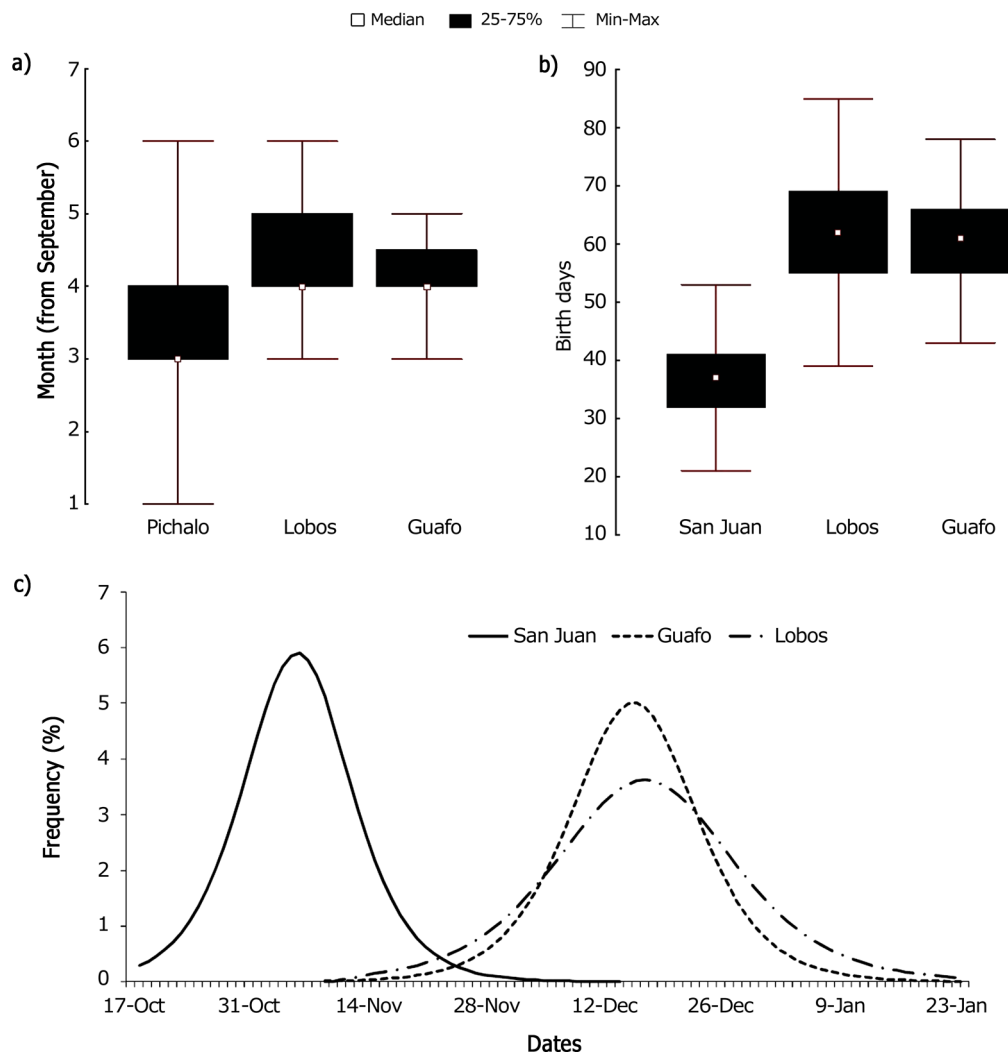 Median 25-75% Min-Max
a)
7
6
5
4
3
2
1
Month (from September)
Pichalo Lobos Guafo
b)
90
80
70
60
50
40
30
20
10
Birth days
San Juan Lobos Guafo
c)
7
6
5
4
3
2
1
0
Frequency (%)
San Juan Guafo Lobos
17-Oct 31-Oct 14-Nov 28-Nov 12-Dec 26-Dec 9-Jan 23-Jan
Dates